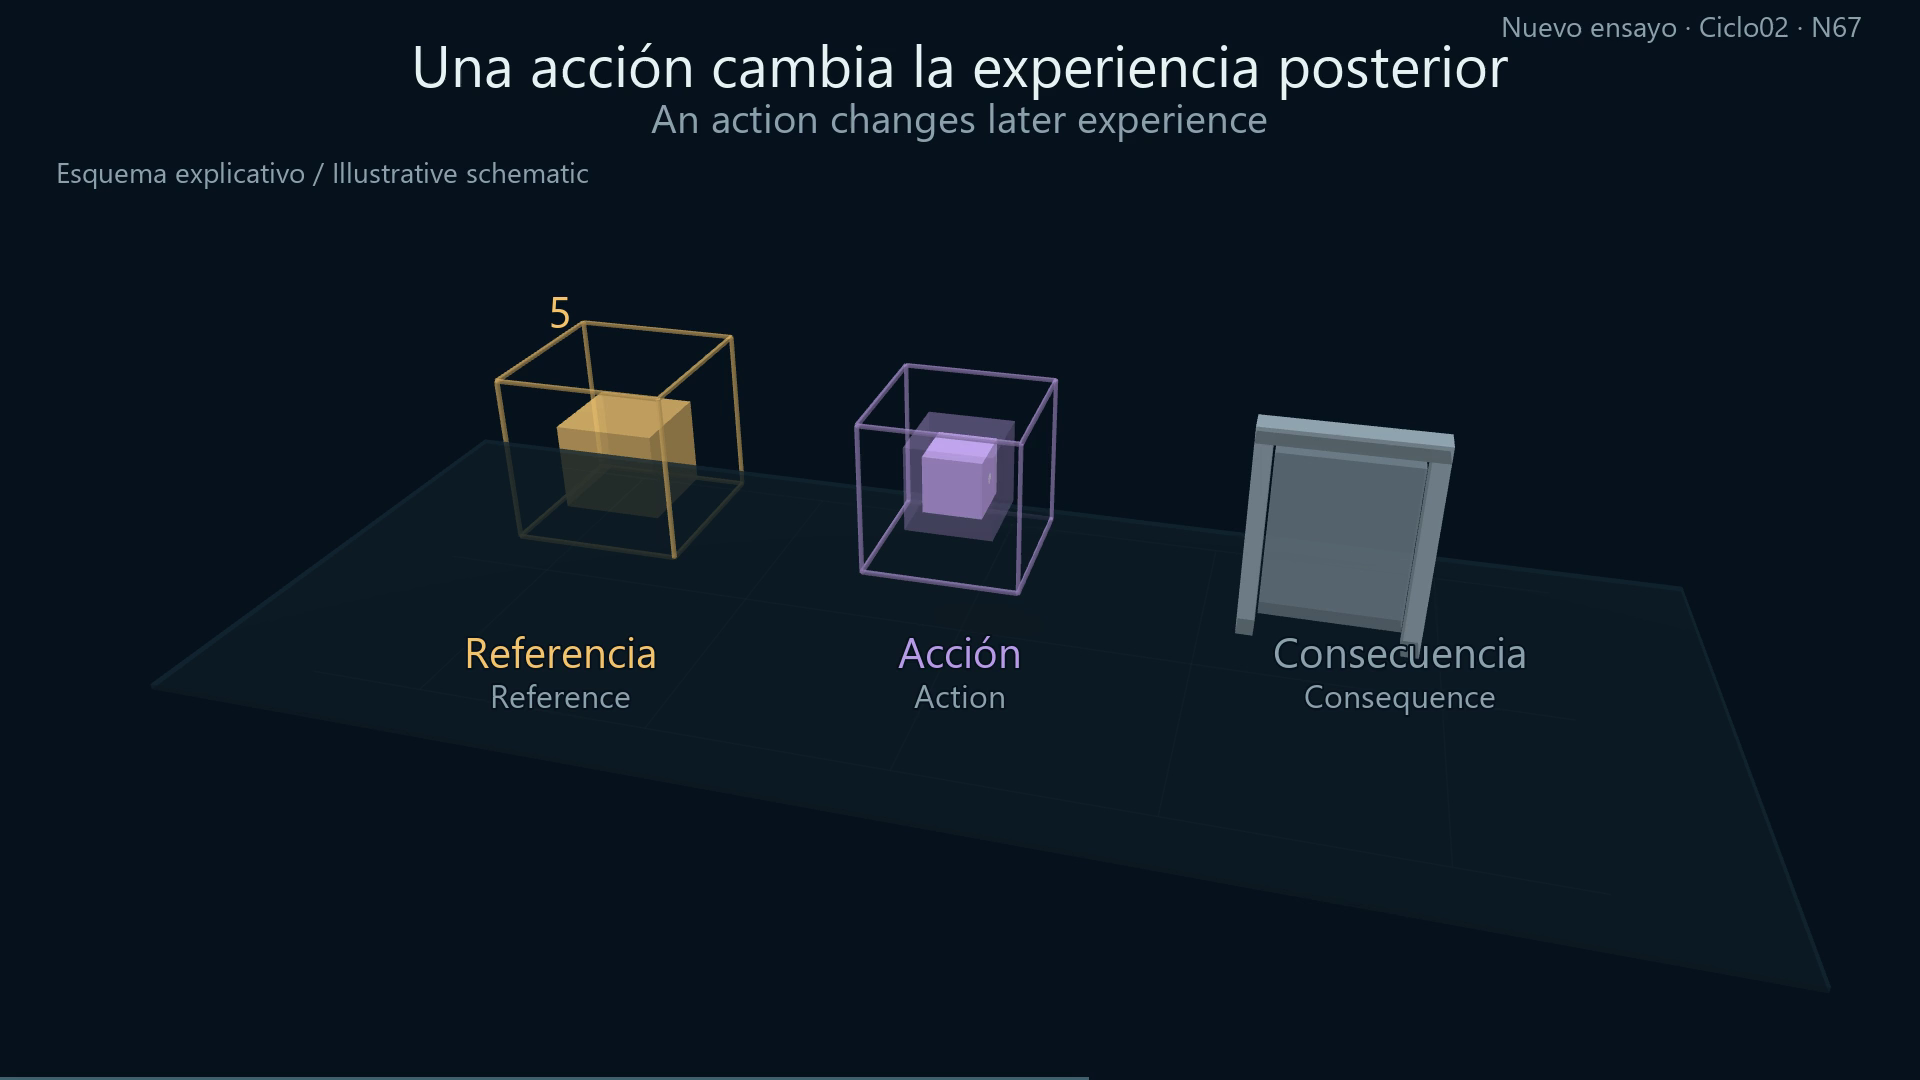 Nuevo ensayo · Ciclo02 · N67
Una acción cambia la experiencia posterior
An action changes later experience
Esquema explicativo / Illustrative schematic
5
Referencia
Reference
Acción
Action
Consecuencia
Consequence